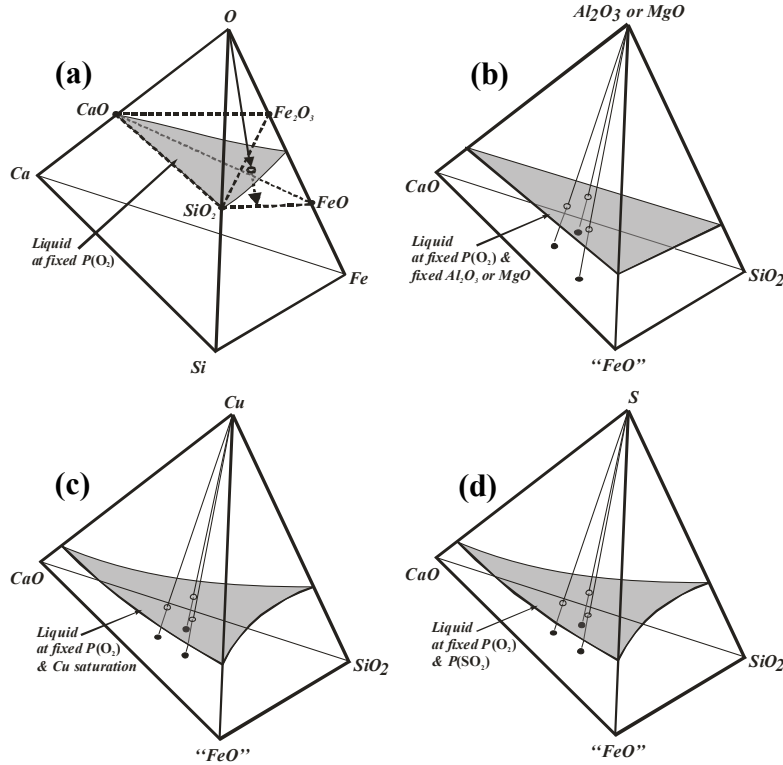 O
(a)
CaO
Fe₂O₃
Ca
SiO₂
FeO
Liquid
at fixed P(O₂)
Fe
Si
Al₂O₃ or MgO
(b)
CaO
Liquid
at fixed P(O₂) &
fixed Al₂O₃ or MgO
SiO₂
“FeO”
Cu
(c)
CaO
Liquid
at fixed P(O₂)
& Cu saturation
SiO₂
“FeO”
S
(d)
CaO
Liquid
at fixed P(O₂)
& P(SO₂)
SiO₂
“FeO”